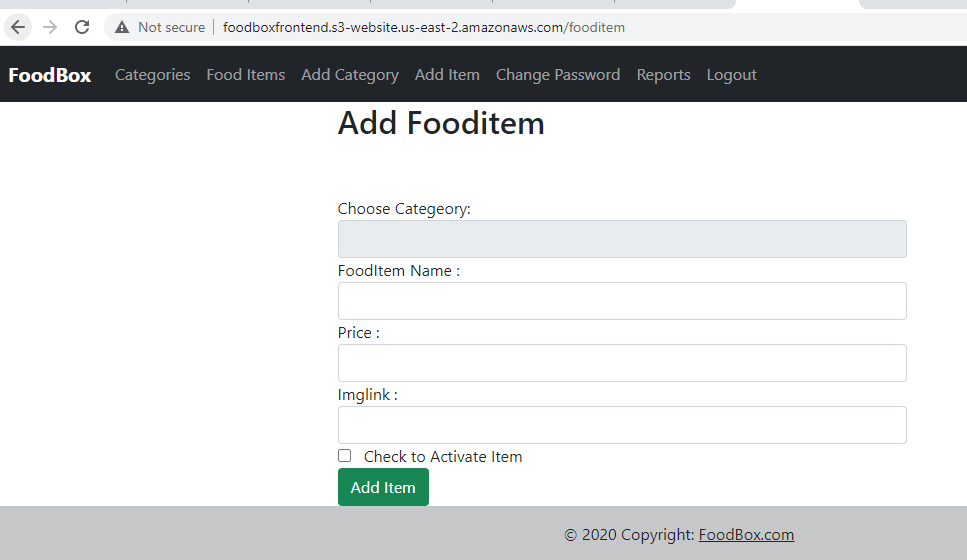 Not secure foodboxfrontend.s3-website.us-east-2.amazonaws.com/fooditem
FoodBox Categories Food Items Add Category Add Item Change Password Reports Logout
Add Fooditem
Choose Categeory:
FoodItem Name :
Price :
Imglink :
Check to Activate Item
Add Item
© 2020 Copyright: FoodBox.com